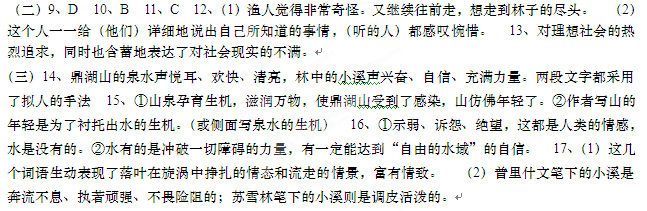 （二）9、D　10、B　11、C　12、（1）渔人觉得非常奇怪。又继续往前走，想走到林子的尽头。　（2）
这个人一一给（他们）详细地说出自己所知道的事情，（听的人）都感叹惋惜。　13、对理想社会的热
烈追求，同时也含蓄地表达了对社会现实的不满。
（三）14、鼎湖山的泉水声悦耳、欢快、清亮，林中的小溪声兴奋、自信、充满力量。两段文字都采用
了拟人的手法　15、①山泉孕育生机，滋润万物，使鼎湖山受到了感染，山仿佛年轻了。②作者写山的
年轻是为了衬托出水的生机。（或侧面写泉水的生机）　16、①示弱、诉怨、绝望，这都是人类的情感，
水是没有的。②水有的是冲破一切障碍的力量，有一定能达到“自由的水域”的自信。　17、（1）这几
个词语生动表现了落叶在旋涡中挣扎的情态和流走的情景，富有情致。　（2）普里什文笔下的小溪是
奔流不息、执若顽强、不畏险阻的；苏雪林笔下的小溪则是调皮活泼的。